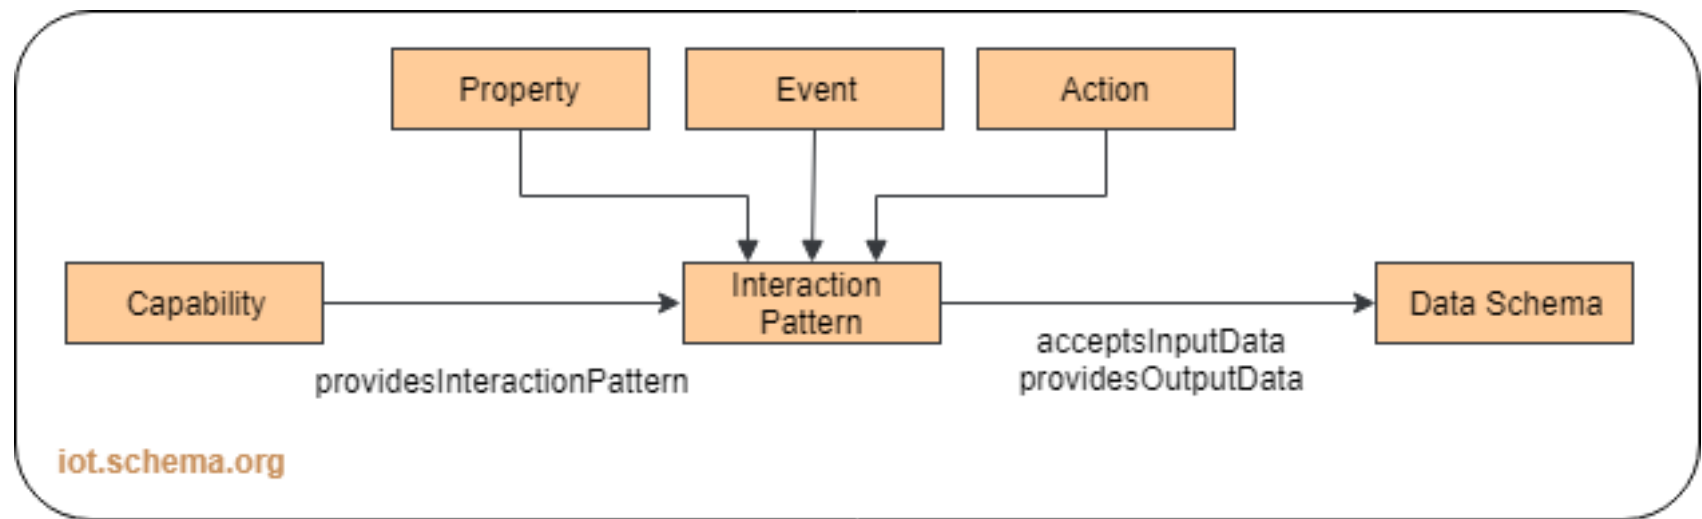 Property
Event
Action
Capability
Interaction
Pattern
Data Schema
providesInteractionPattern
acceptsInputData
providesOutputData
iot.schema.org